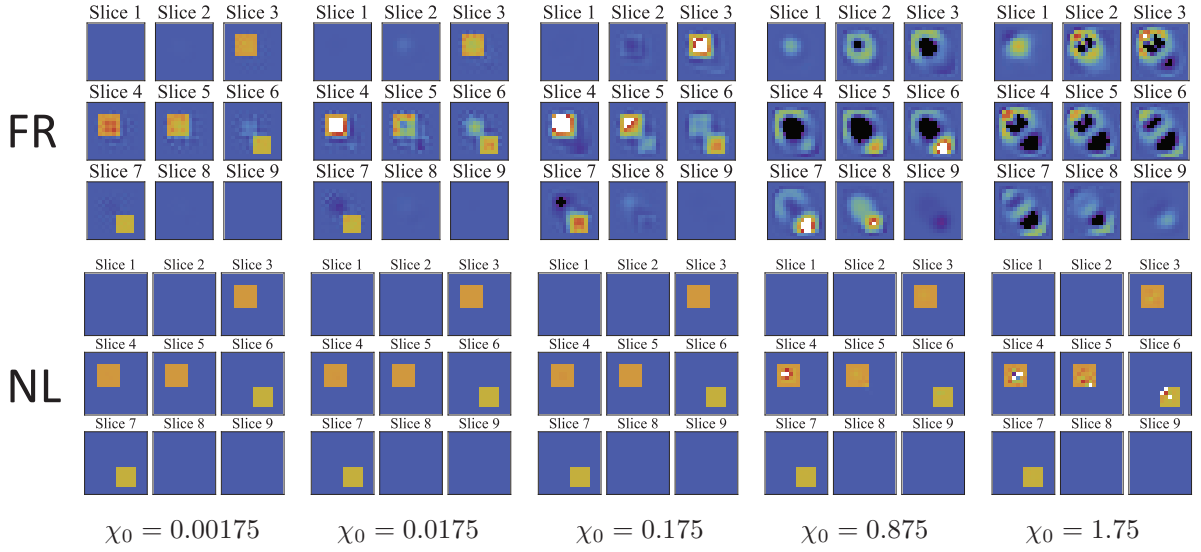 Slice 1 Slice 2 Slice 3 Slice 1 Slice 2 Slice 3 Slice 1 Slice 2 Slice 3 Slice 1 Slice 2 Slice 3 Slice 1 Slice 2 Slice 3
Slice 4 Slice 5 Slice 6 Slice 4 Slice 5 Slice 6 Slice 4 Slice 5 Slice 6 Slice 4 Slice 5 Slice 6 Slice 4 Slice 5 Slice 6
FR
Slice 7 Slice 8 Slice 9 Slice 7 Slice 8 Slice 9 Slice 7 Slice 8 Slice 9 Slice 7 Slice 8 Slice 9 Slice 7 Slice 8 Slice 9
Slice 1 Slice 2 Slice 3 Slice 1 Slice 2 Slice 3 Slice 1 Slice 2 Slice 3 Slice 1 Slice 2 Slice 3 Slice 1 Slice 2 Slice 3
Slice 4 Slice 5 Slice 6 Slice 4 Slice 5 Slice 6 Slice 4 Slice 5 Slice 6 Slice 4 Slice 5 Slice 6 Slice 4 Slice 5 Slice 6
NL
Slice 7 Slice 8 Slice 9 Slice 7 Slice 8 Slice 9 Slice 7 Slice 8 Slice 9 Slice 7 Slice 8 Slice 9 Slice 7 Slice 8 Slice 9
χ₀ = 0.00175 χ₀ = 0.0175 χ₀ = 0.175 χ₀ = 0.875 χ₀ = 1.75